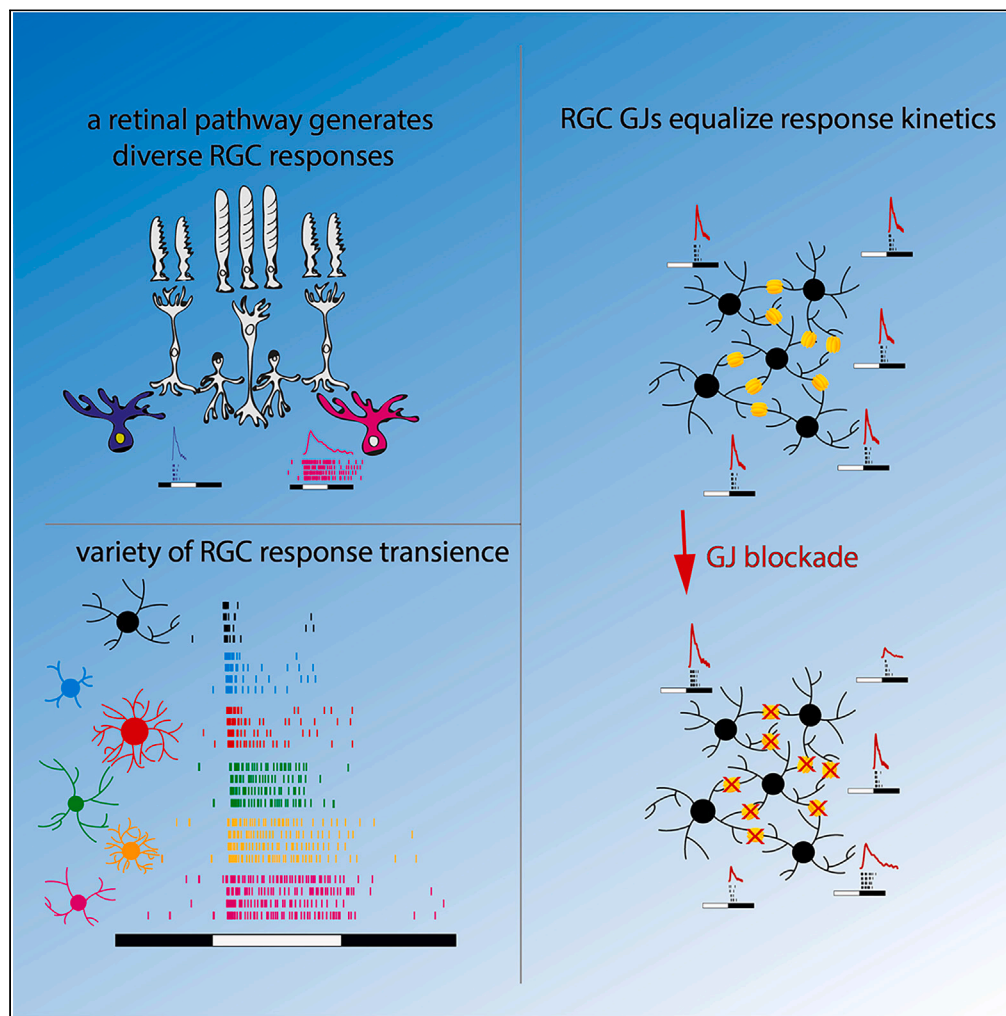 a retinal pathway generates
diverse RGC responses
variety of RGC response transience
RGC GJs equalize response kinetics
GJ blockade